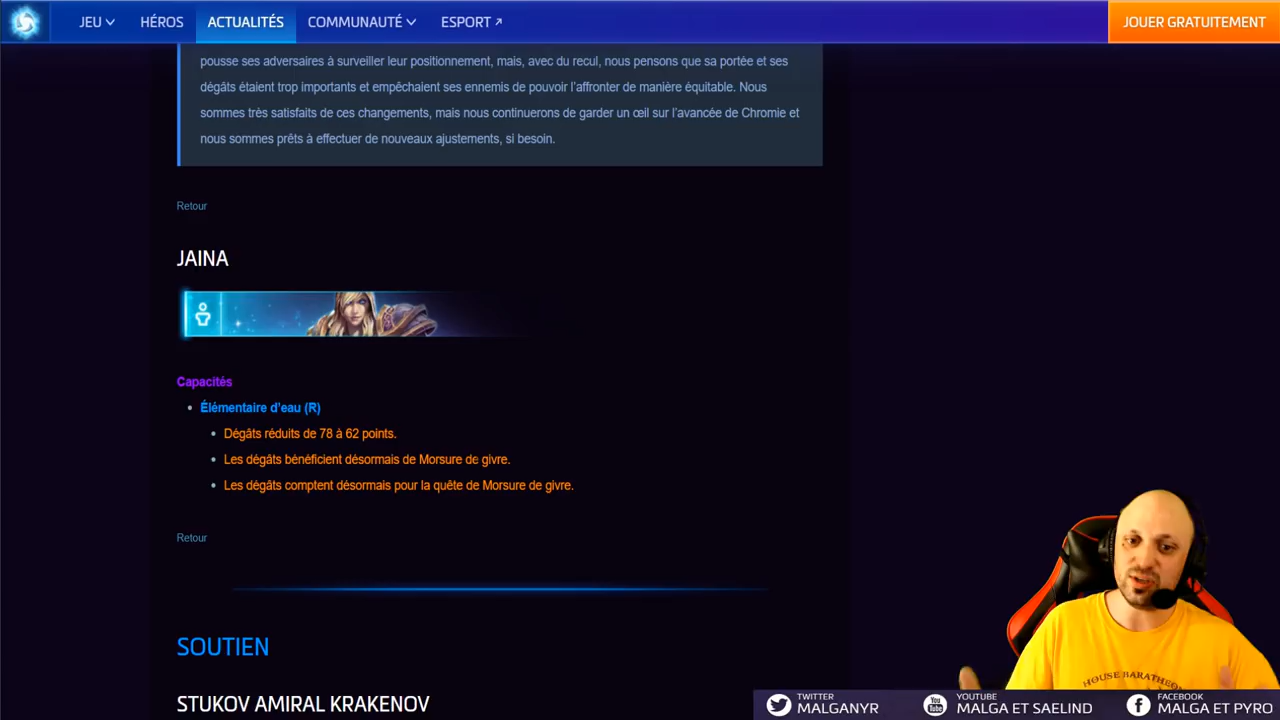 JEU HÉROS ACTUALITÉS COMMUNAUTÉ ESPORT JOUER GRATUITEMENT
pousse ses adversaires à surveiller leur positionnement, mais, avec du recul, nous pensons que sa portée et ses
dégâts étaient trop importants et empêchaient ses ennemis de pouvoir l'affronter de manière équitable. Nous
sommes très satisfaits de ces changements, mais nous continuerons de garder un œil sur l'avancée de Chromie et
nous sommes prêts à effectuer de nouveaux ajustements, si besoin.
Retour
JAINA
Capacités
Élémentaire d'eau (R)
Dégâts réduits de 78 à 62 points.
Les dégâts bénéficient désormais de Morsure de givre.
Les dégâts comptent désormais pour la quête de Morsure de givre.
Retour
SOUTIEN
STUKOV AMIRAL KRAKENOV
HOUSE BARATHEON
TWITTER
MALGANYR
YOUTUBE
MALGA ET SAELIND
FACEBOOK
MALGA ET PYRO